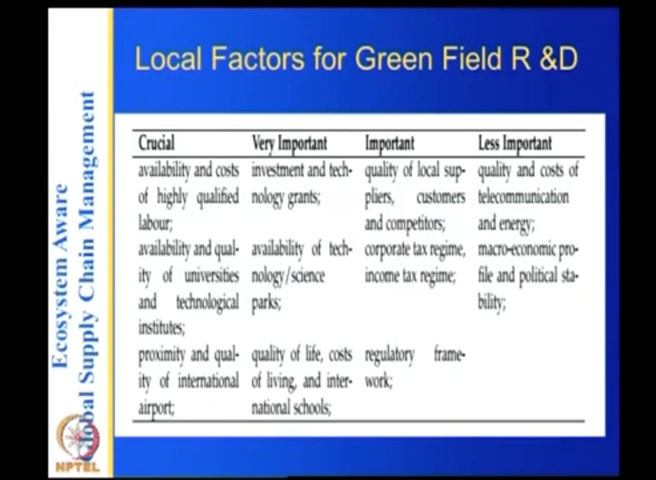 Local Factors for Green Field R &D
Ecosystem Aware
Global Supply Chain Management
Crucial Very Important Important Less Important
availability and costs investment and tech- quality of local sup- quality and costs of
of highly qualified nology grants; pliers, customers telecommunication
labour; and competitors; and energy;
availability and qual- availability of tech- corporate tax regime, macro-economic pro-
ity of universities nology/science income tax regime; file and political sta-
and technological parks; bility;
institutes;
proximity and qual- quality of life, costs regulatory frame-
ity of international of living, and inter- work;
airport; national schools;
NPTEL